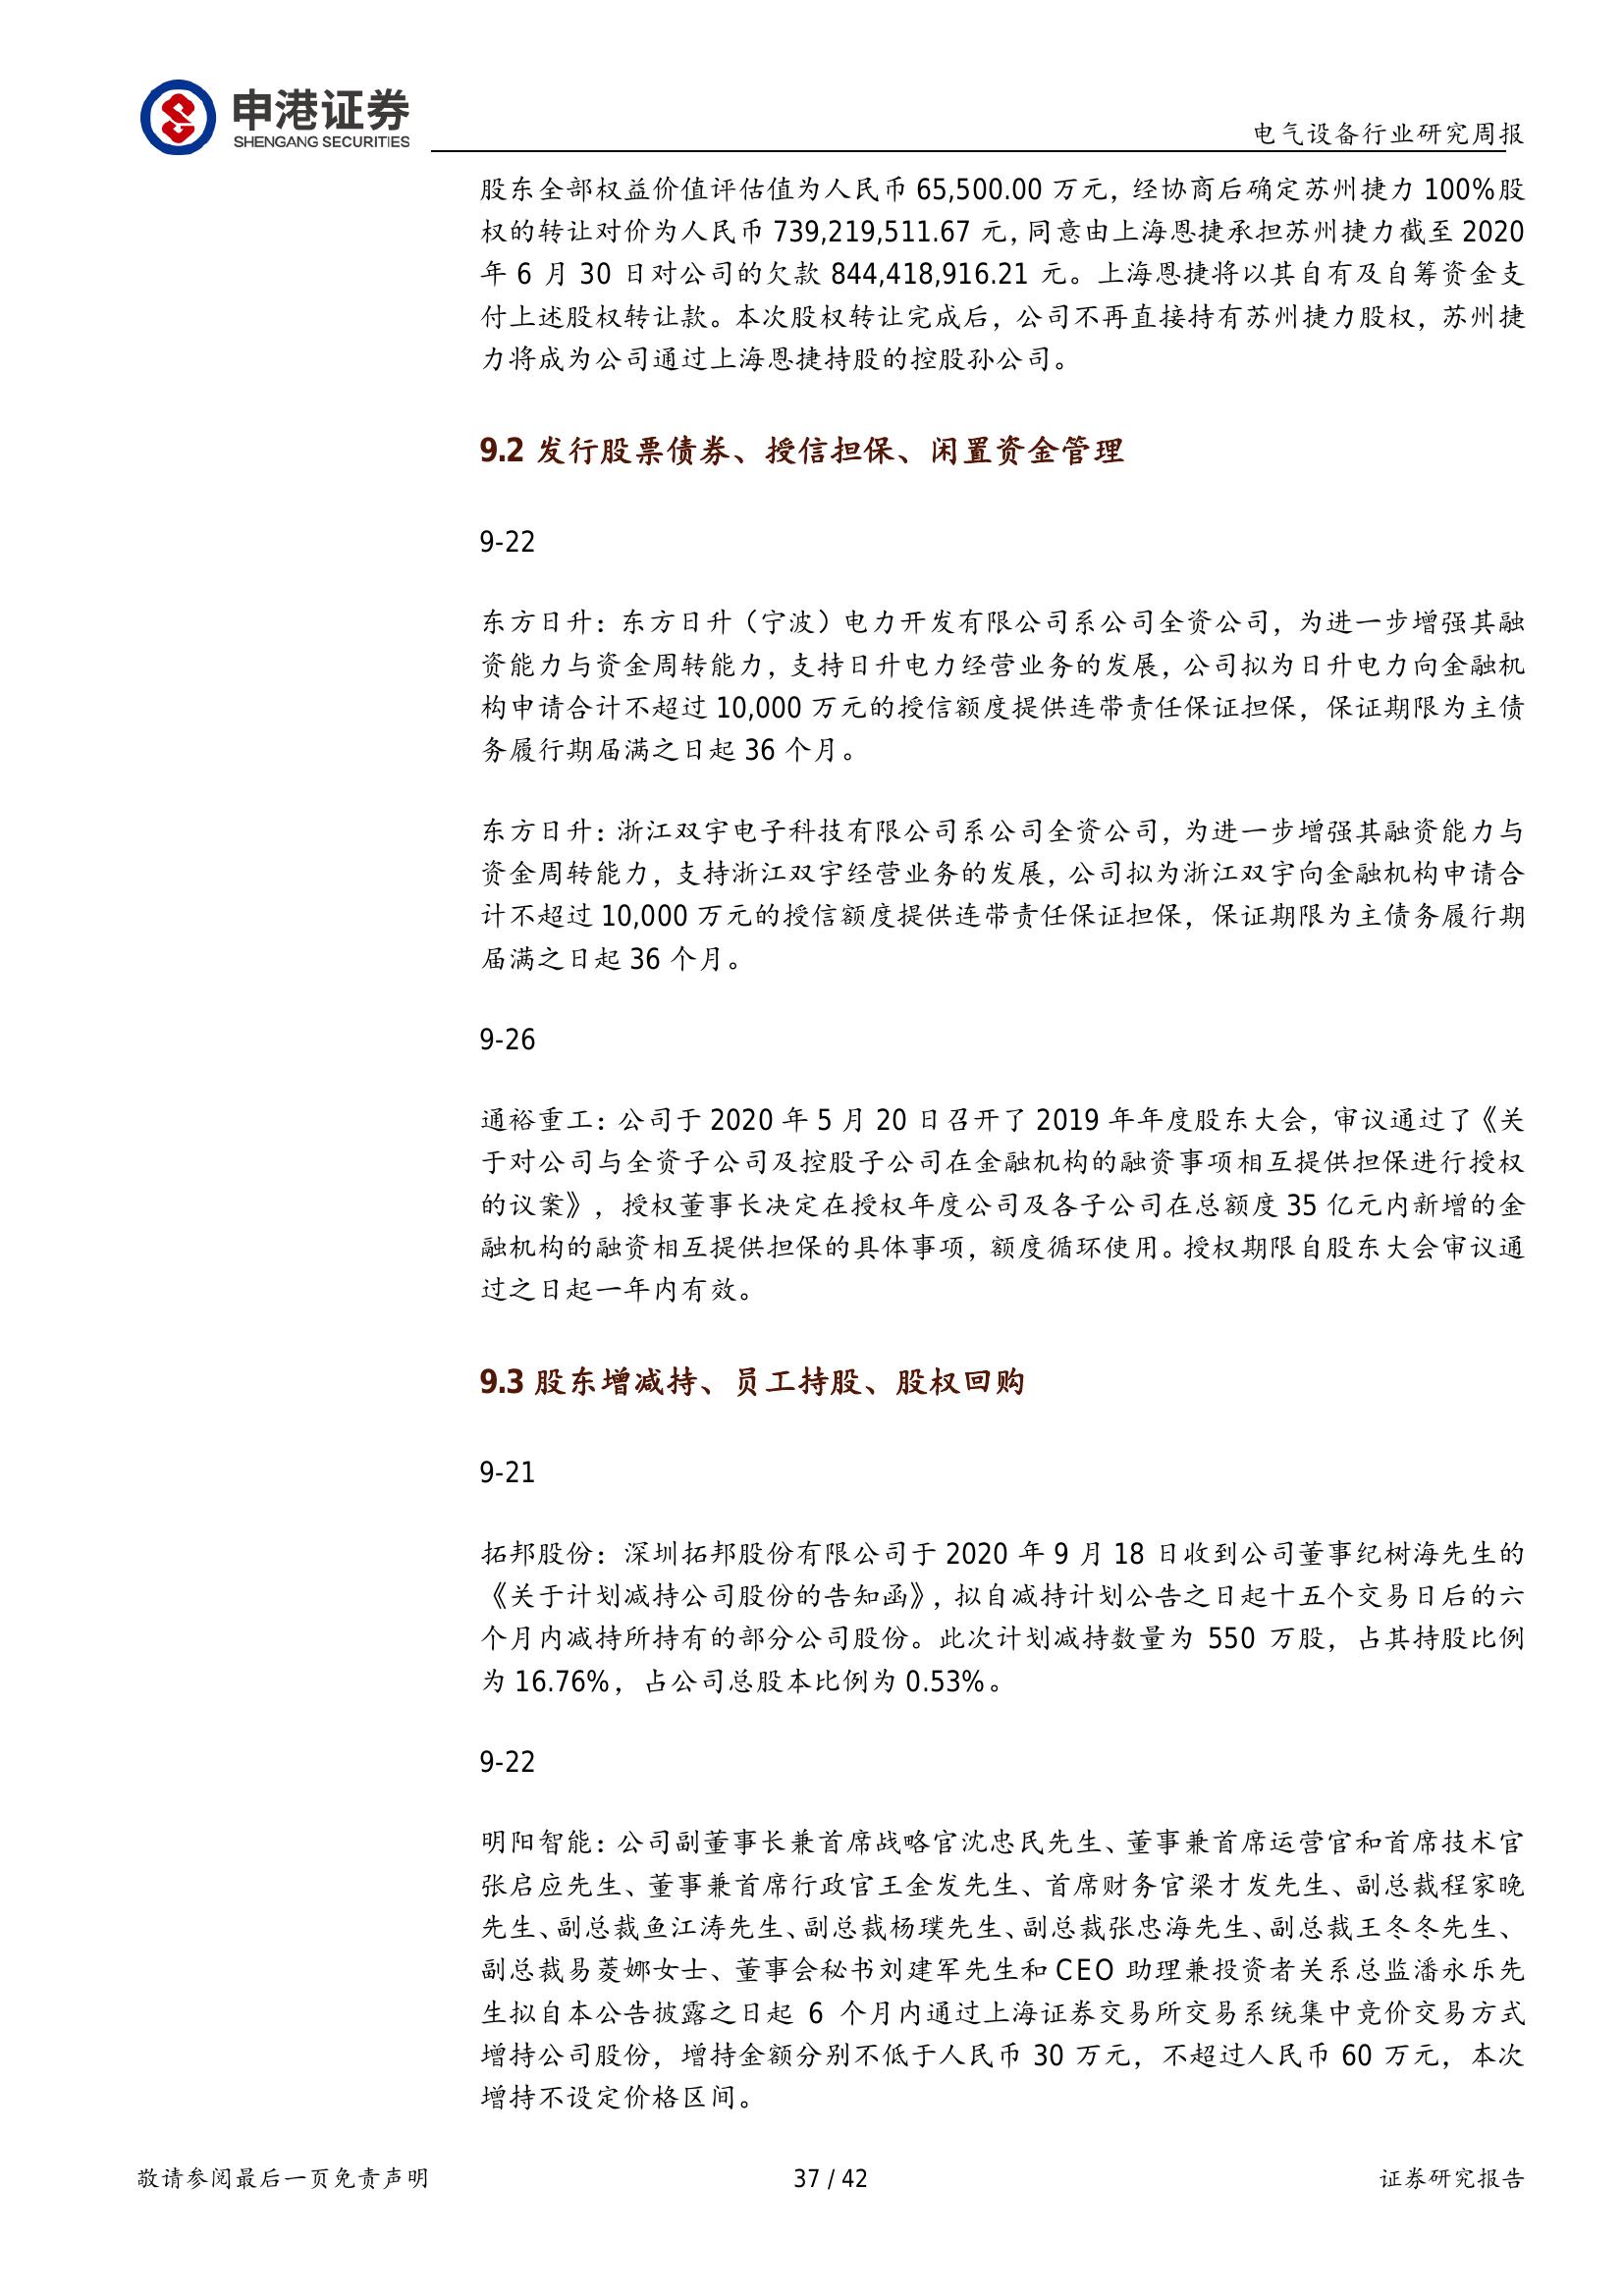 申港证券
SHENGANG SECURITIES
电气设备行业研究周报
股东全部权益价值评估值为人民币 65,500.00 万元，经协商后确定苏州捷力 100%股
权的转让对价为人民币 739,219,511.67 元，同意由上海恩捷承担苏州捷力截至 2020
年 6 月 30 日对公司的欠款 844,418,916.21 元。上海恩捷将以其自有及自筹资金支
付上述股权转让款。本次股权转让完成后，公司不再直接持有苏州捷力股权，苏州捷
力将成为公司通过上海恩捷持股的控股孙公司。
9.2 发行股票债券、授信担保、闲置资金管理
9-22
东方日升：东方日升（宁波）电力开发有限公司系公司全资公司，为进一步增强其融
资能力与资金周转能力，支持日升电力经营业务的发展，公司拟为日升电力向金融机
构申请合计不超过 10,000 万元的授信额度提供连带责任保证担保，保证期限为主债
务履行期届满之日起 36 个月。
东方日升：浙江双宇电子科技有限公司系公司全资公司，为进一步增强其融资能力与
资金周转能力，支持浙江双宇经营业务的发展，公司拟为浙江双宇向金融机构申请合
计不超过 10,000 万元的授信额度提供连带责任保证担保，保证期限为主债务履行期
届满之日起 36 个月。
9-26
通裕重工：公司于 2020 年 5 月 20 日召开了 2019 年年度股东大会，审议通过了《关
于对公司与全资子公司及控股子公司在金融机构的融资事项相互提供担保进行授权
的议案》，授权董事长决定在授权年度公司及各子公司在总额度 35 亿元内新增的金
融机构的融资相互提供担保的具体事项，额度循环使用。授权期限自股东大会审议通
过之日起一年内有效。
9.3 股东增减持、员工持股、股权回购
9-21
拓邦股份：深圳拓邦股份有限公司于 2020 年 9 月 18 日收到公司董事纪树海先生的
《关于计划减持公司股份的告知函》，拟自减持计划公告之日起十五个交易日后的六
个月内减持所持有的部分公司股份。此次计划减持数量为 550 万股，占其持股比例
为 16.76%，占公司总股本比例为 0.53%。
9-22
明阳智能：公司副董事长兼首席战略官沈忠民先生、董事兼首席运营官和首席技术官
张启应先生、董事兼首席行政官王金发先生、首席财务官梁才发先生、副总裁程家晚
先生、副总裁鱼江涛先生、副总裁杨璞先生、副总裁张忠海先生、副总裁王冬冬先生、
副总裁易菱娜女士、董事会秘书刘建军先生和 CEO 助理兼投资者关系总监潘永乐先
生拟自本公告披露之日起 6 个月内通过上海证券交易所交易系统集中竞价交易方式
增持公司股份，增持金额分别不低于人民币 30 万元，不超过人民币 60 万元，本次
增持不设定价格区间。
敬请参阅最后一页免责声明
37 / 42
证券研究报告